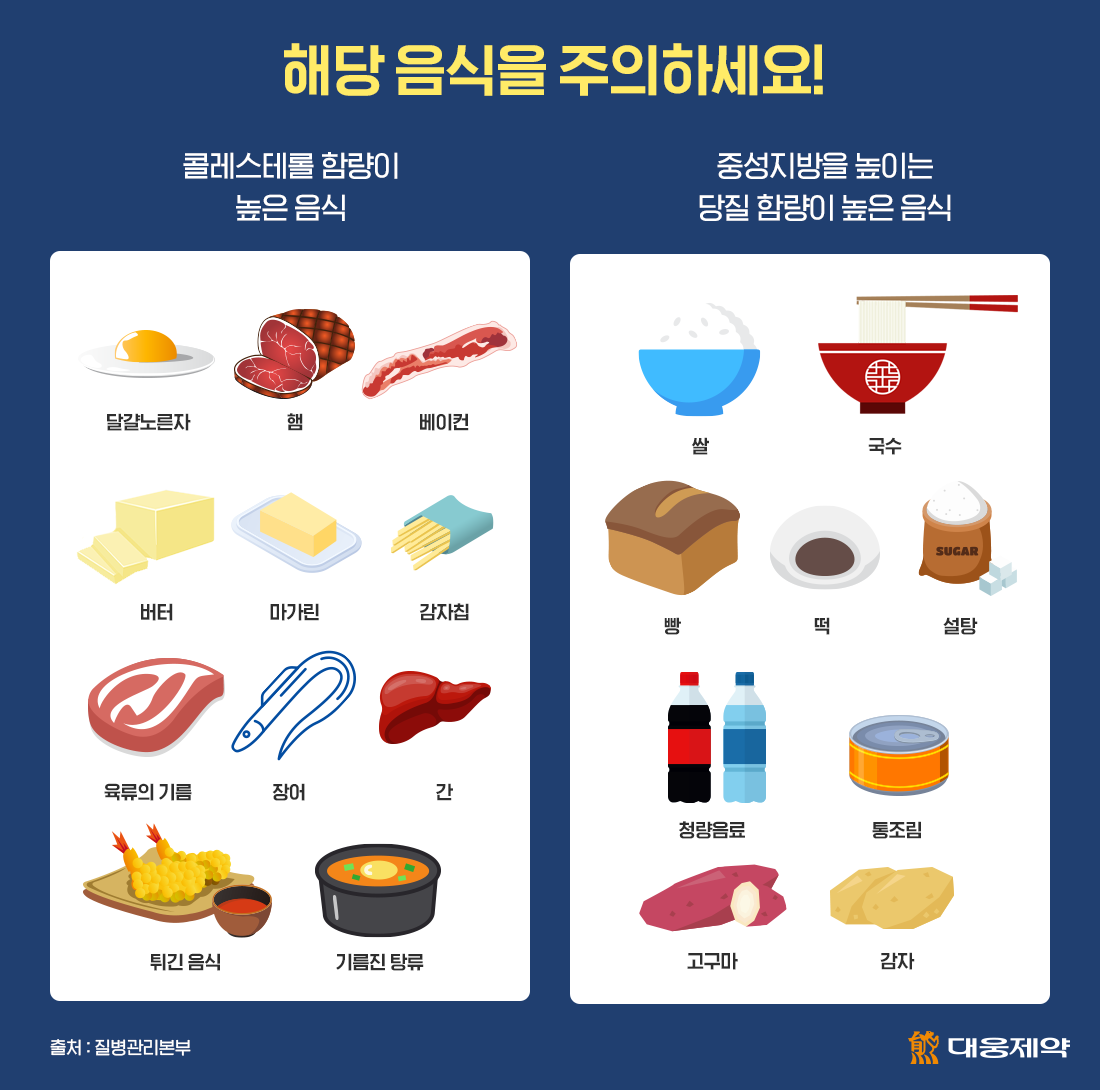 해당 음식을 주의하세요!
콜레스테롤 함량이
높은 음식
달걀노른자
햄
베이컨
버터
마가린
감자칩
육류의 기름
장어
간
튀긴 음식
기름진 탕류
중성지방을 높이는
당질 함량이 높은 음식
쌀
국수
SUGAR
빵
떡
설탕
청량음료
통조림
고구마
감자
출처 : 질병관리본부
대웅제약